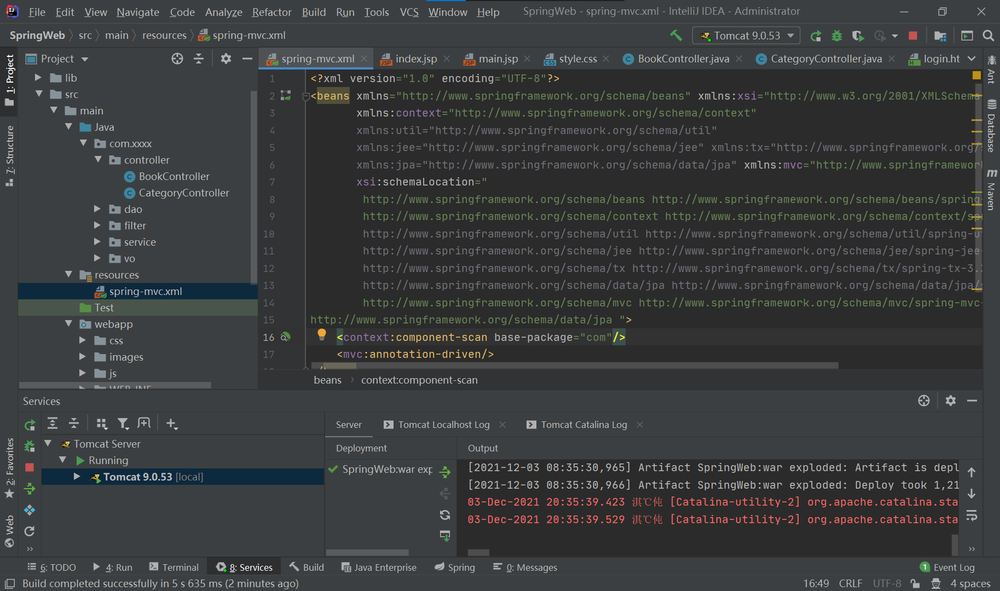 File Edit View Navigate Code Analyze Refactor Build Run Tools VCS Window Help SpringWeb - spring-mvc.xml - IntelliJ IDEA - Administrator
SpringWeb src main resources spring-mvc.xml Tomcat 9.0.53
1: Project
7: Structure
2: Favorites
Web
Project
lib
src
main
Java
com.xxxx
controller
BookController
CategoryController
dao
filter
service
vo
resources
spring-mvc.xml
Test
webapp
css
images
js
WEB-INF
spring-mvc.xml index.jsp main.jsp style.css BookController.java CategoryController.java login.ht
1 <?xml version="1.0" encoding="UTF-8"?>
2 <beans xmlns="http://www.springframework.org/schema/beans" xmlns:xsi="http://www.w3.org/2001/XMLSchema
3 xmlns:context="http://www.springframework.org/schema/context"
4 xmlns:util="http://www.springframework.org/schema/util"
5 xmlns:jee="http://www.springframework.org/schema/jee" xmlns:tx="http://www.springframework.org/s
6 xmlns:jpa="http://www.springframework.org/schema/data/jpa" xmlns:mvc="http://www.springframework
7 xsi:schemaLocation="
8 http://www.springframework.org/schema/beans http://www.springframework.org/schema/beans/spring-
9 http://www.springframework.org/schema/context http://www.springframework.org/schema/context/spr
10 http://www.springframework.org/schema/util http://www.springframework.org/schema/util/spring-ut
11 http://www.springframework.org/schema/jee http://www.springframework.org/schema/jee/spring-jee-
12 http://www.springframework.org/schema/tx http://www.springframework.org/schema/tx/spring-tx-3.2
13 http://www.springframework.org/schema/data/jpa http://www.springframework.org/schema/data/jpa/s
14 http://www.springframework.org/schema/mvc http://www.springframework.org/schema/mvc/spring-mvc-
15 http://www.springframework.org/schema/data/jpa ">
16 <context:component-scan base-package="com"/>
17 <mvc:annotation-driven/>
beans context:component-scan
Ant
Database
m Maven
Services
Tomcat Server
Running
Tomcat 9.0.53 [local]
Server Tomcat Localhost Log Tomcat Catalina Log
Deployment Output
SpringWeb:war exp
[2021-12-03 08:35:30,965] Artifact SpringWeb:war exploded: Artifact is depl
[2021-12-03 08:35:30,966] Artifact SpringWeb:war exploded: Deploy took 1,21
03-Dec-2021 20:35:39.423 淇℃伅 [Catalina-utility-2] org.apache.catalina.sta
03-Dec-2021 20:35:39.529 淇℃伅 [Catalina-utility-2] org.apache.catalina.sta
6: TODO 4: Run Terminal 8: Services Build Java Enterprise Spring 0: Messages 1 Event Log
Build completed successfully in 5 s 635 ms (2 minutes ago) 16:49 CRLF UTF-8 4 spaces